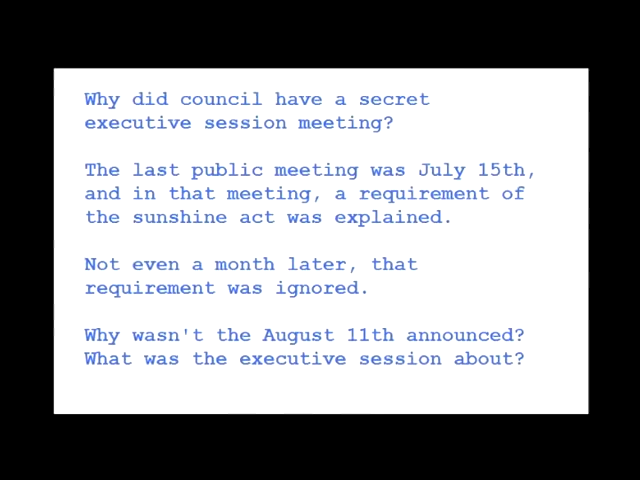 Why did council have a secret
executive session meeting?
The last public meeting was July 15th,
and in that meeting, a requirement of
the sunshine act was explained.
Not even a month later, that
requirement was ignored.
Why wasn't the August 11th announced?
What was the executive session about?